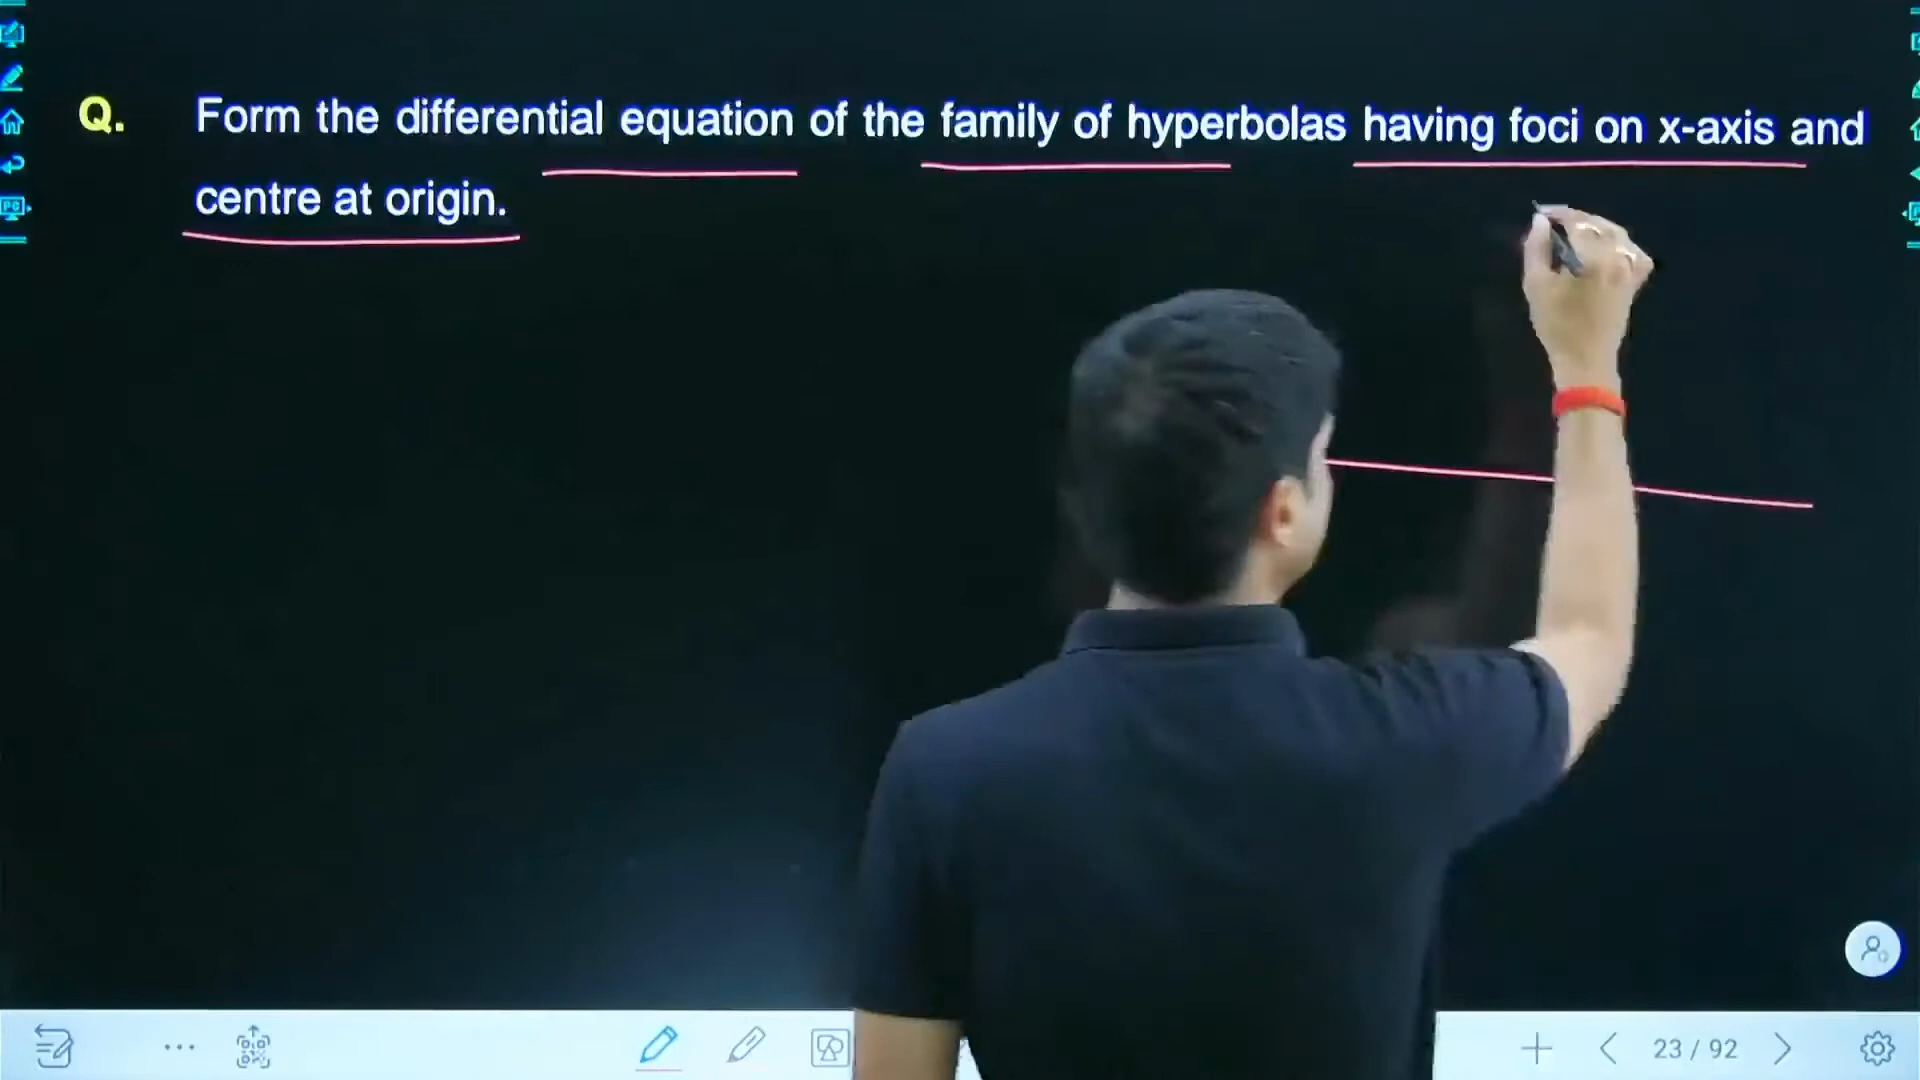 Q. Form the differential equation of the family of hyperbolas having foci on x-axis and
centre at origin.
23 / 92